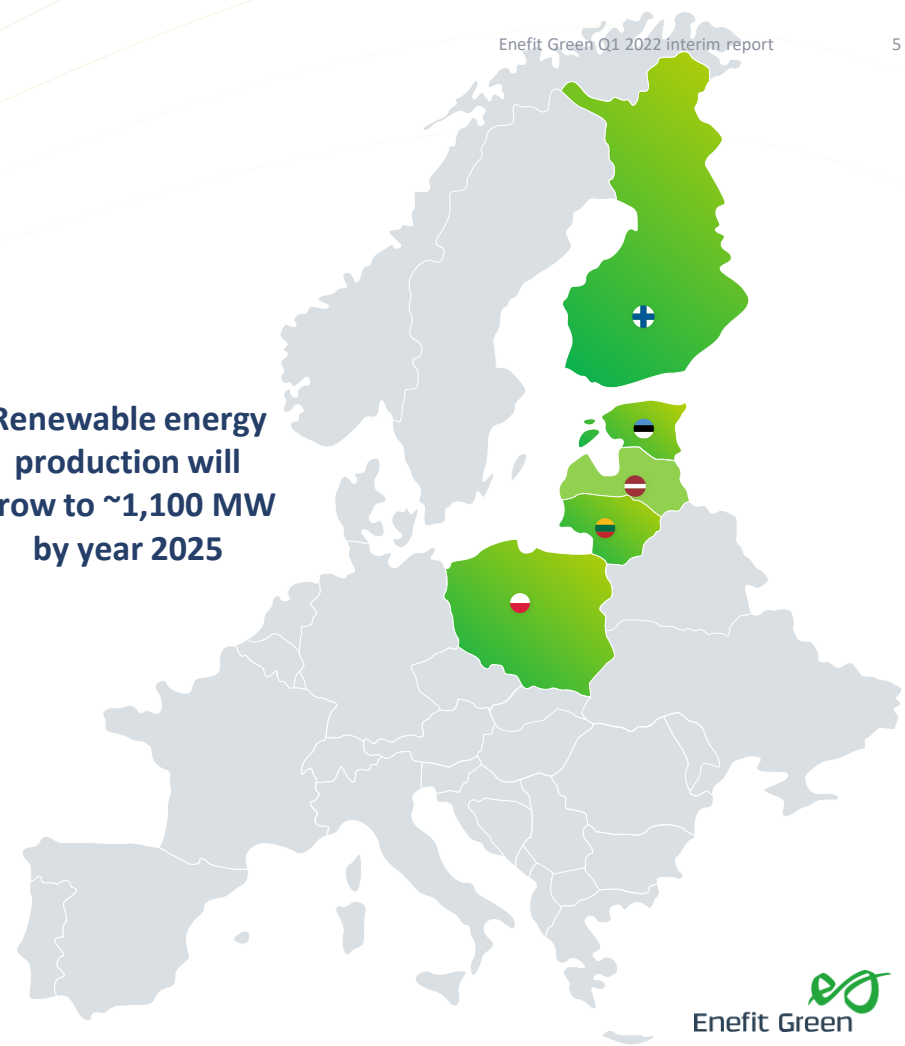 Enefit Green Q1 2022 interim report 5
Renewable energy
production will
row to ~1,100 MW
by year 2025
Enefit Green